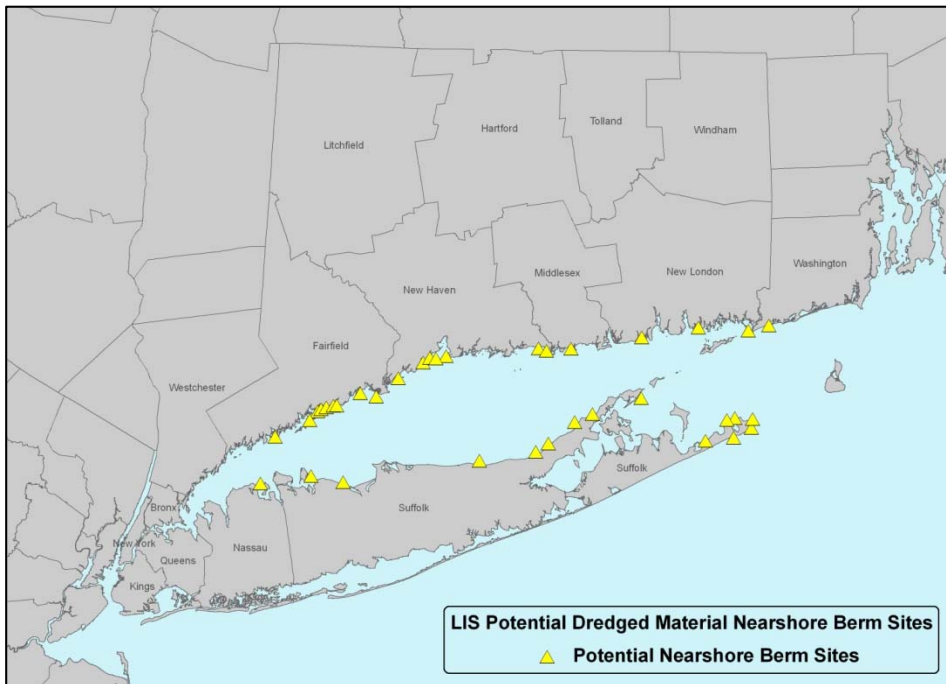 Litchfield
Hartford
Tolland
Windham
New Haven
Middlesex
New London
Washington
Fairfield
Westchester
Suffolk
Suffolk
Bronx
New York
Queens
Nassau
Kings
LIS Potential Dredged Material Nearshore Berm Sites
Potential Nearshore Berm Sites